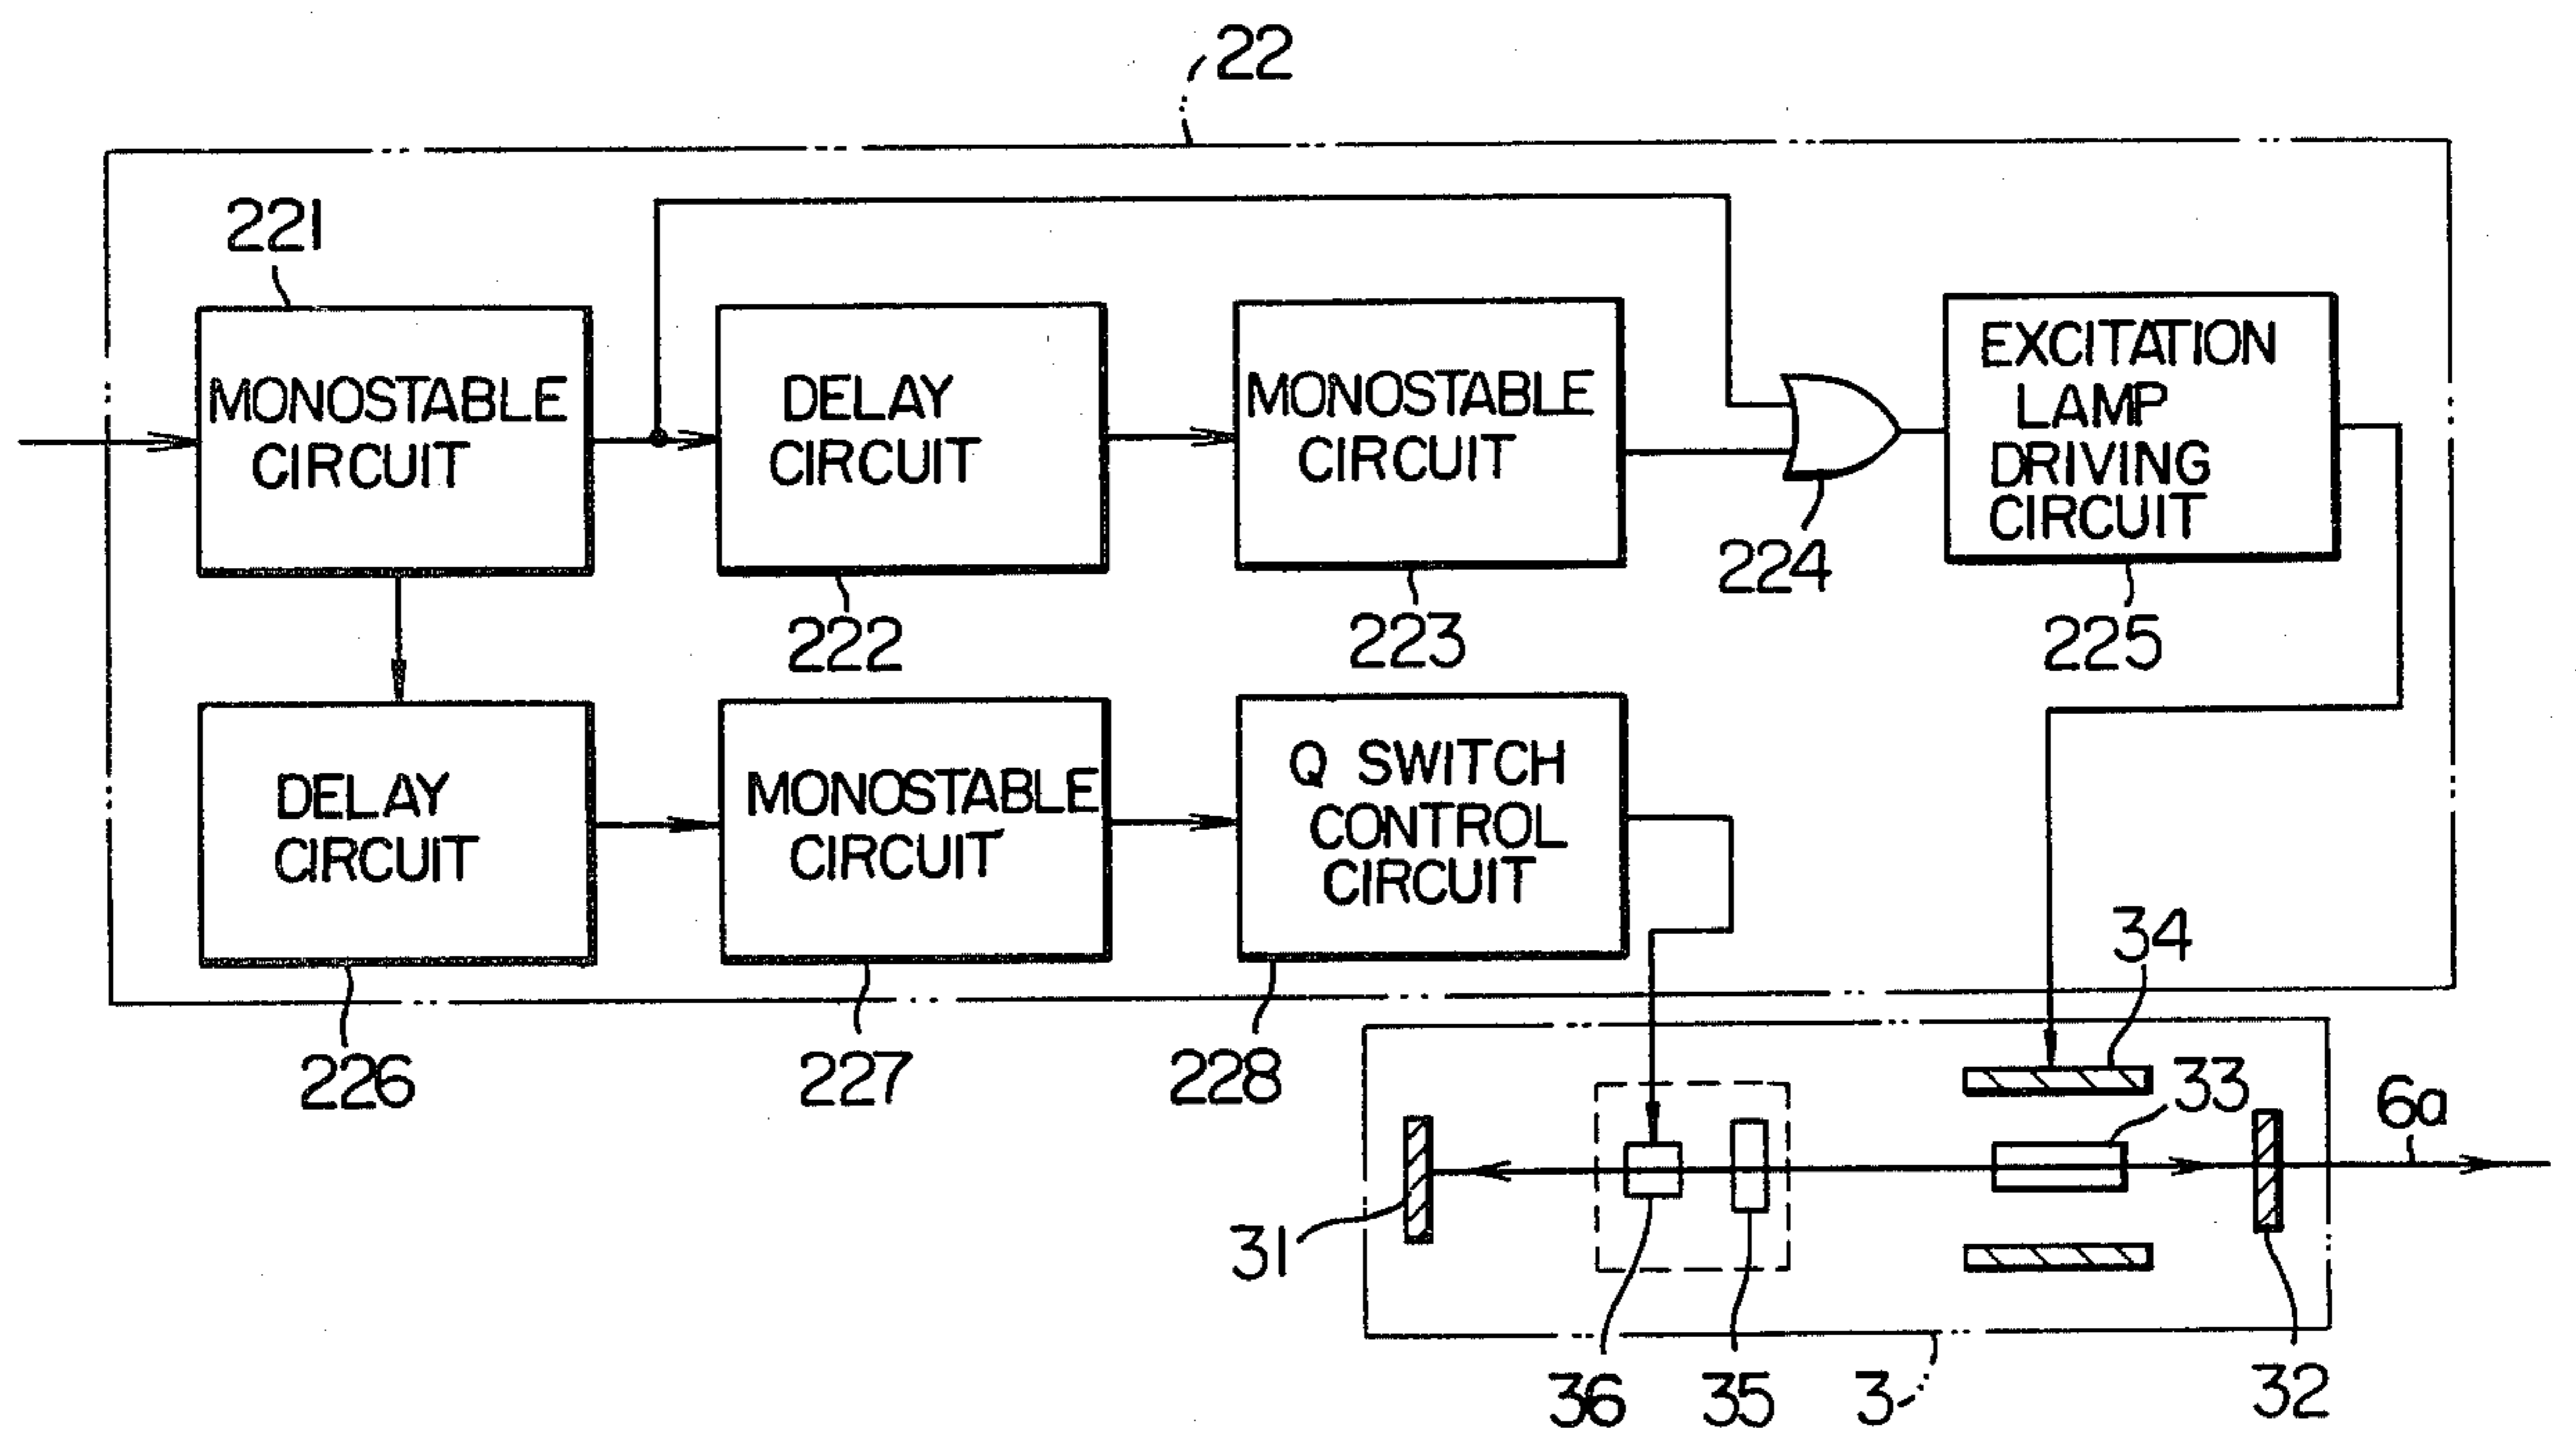 22
221
MONOSTABLE
CIRCUIT
DELAY
CIRCUIT
MONOSTABLE
CIRCUIT
EXCITATION
LAMP
DRIVING
CIRCUIT
222
223
224
225
DELAY
CIRCUIT
MONOSTABLE
CIRCUIT
Q SWITCH
CONTROL
CIRCUIT
226
227
228
34
33
6a
31
36
35
3
32